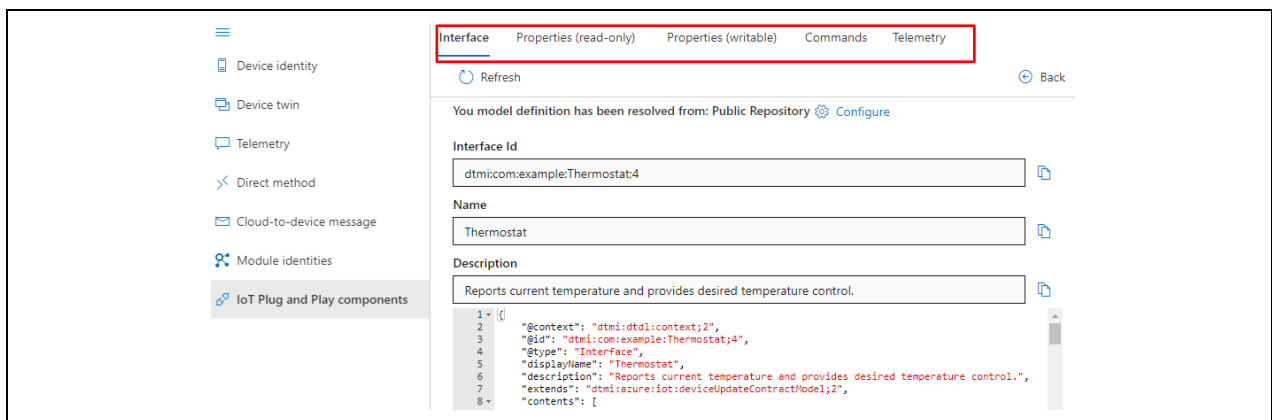 Interface Properties (read-only) Properties (writable) Commands Telemetry
Device identity
Device twin
Telemetry
Direct method
Cloud-to-device message
Module identities
IoT Plug and Play components
Refresh Back
You model definition has been resolved from: Public Repository Configure
Interface Id
dtmi:com:example:Thermostat;4
Name
Thermostat
Description
Reports current temperature and provides desired temperature control.
1 {
2 "@context": "dtmi:dtdl:context;2",
3 "@id": "dtmi:com:example:Thermostat;4",
4 "@type": "Interface",
5 "displayName": "Thermostat",
6 "description": "Reports current temperature and provides desired temperature control.",
7 "extends": "dtmi:azure:iot:deviceUpdateContractModel;2",
8 "contents": [